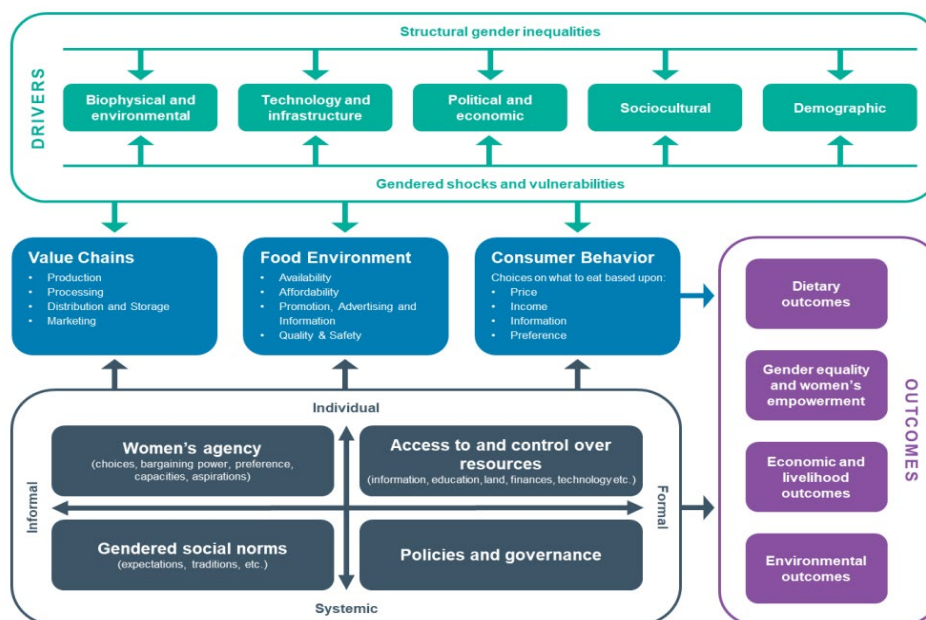 DRIVERS
Structural gender inequalities
Biophysical and
environmental
Technology and
infrastructure
Political and
economic
Sociocultural
Demographic
Gendered shocks and vulnerabilities
Value Chains
• Production
• Processing
• Distribution and Storage
• Marketing
Food Environment
• Availability
• Affordability
• Promotion, Advertising and
Information
• Quality & Safety
Consumer Behavior
Choices on what to eat based upon:
• Price
• Income
• Information
• Preference
Individual
Informal
Women's agency
(choices, bargaining power, preference,
capacities, aspirations)
Access to and control over
resources
(information, education, land, finances, technology etc.)
Formal
Gendered social norms
(expectations, traditions, etc.)
Policies and governance
Systemic
OUTCOMES
Dietary
outcomes
Gender equality
and women's
empowerment
Economic and
livelihood
outcomes
Environmental
outcomes